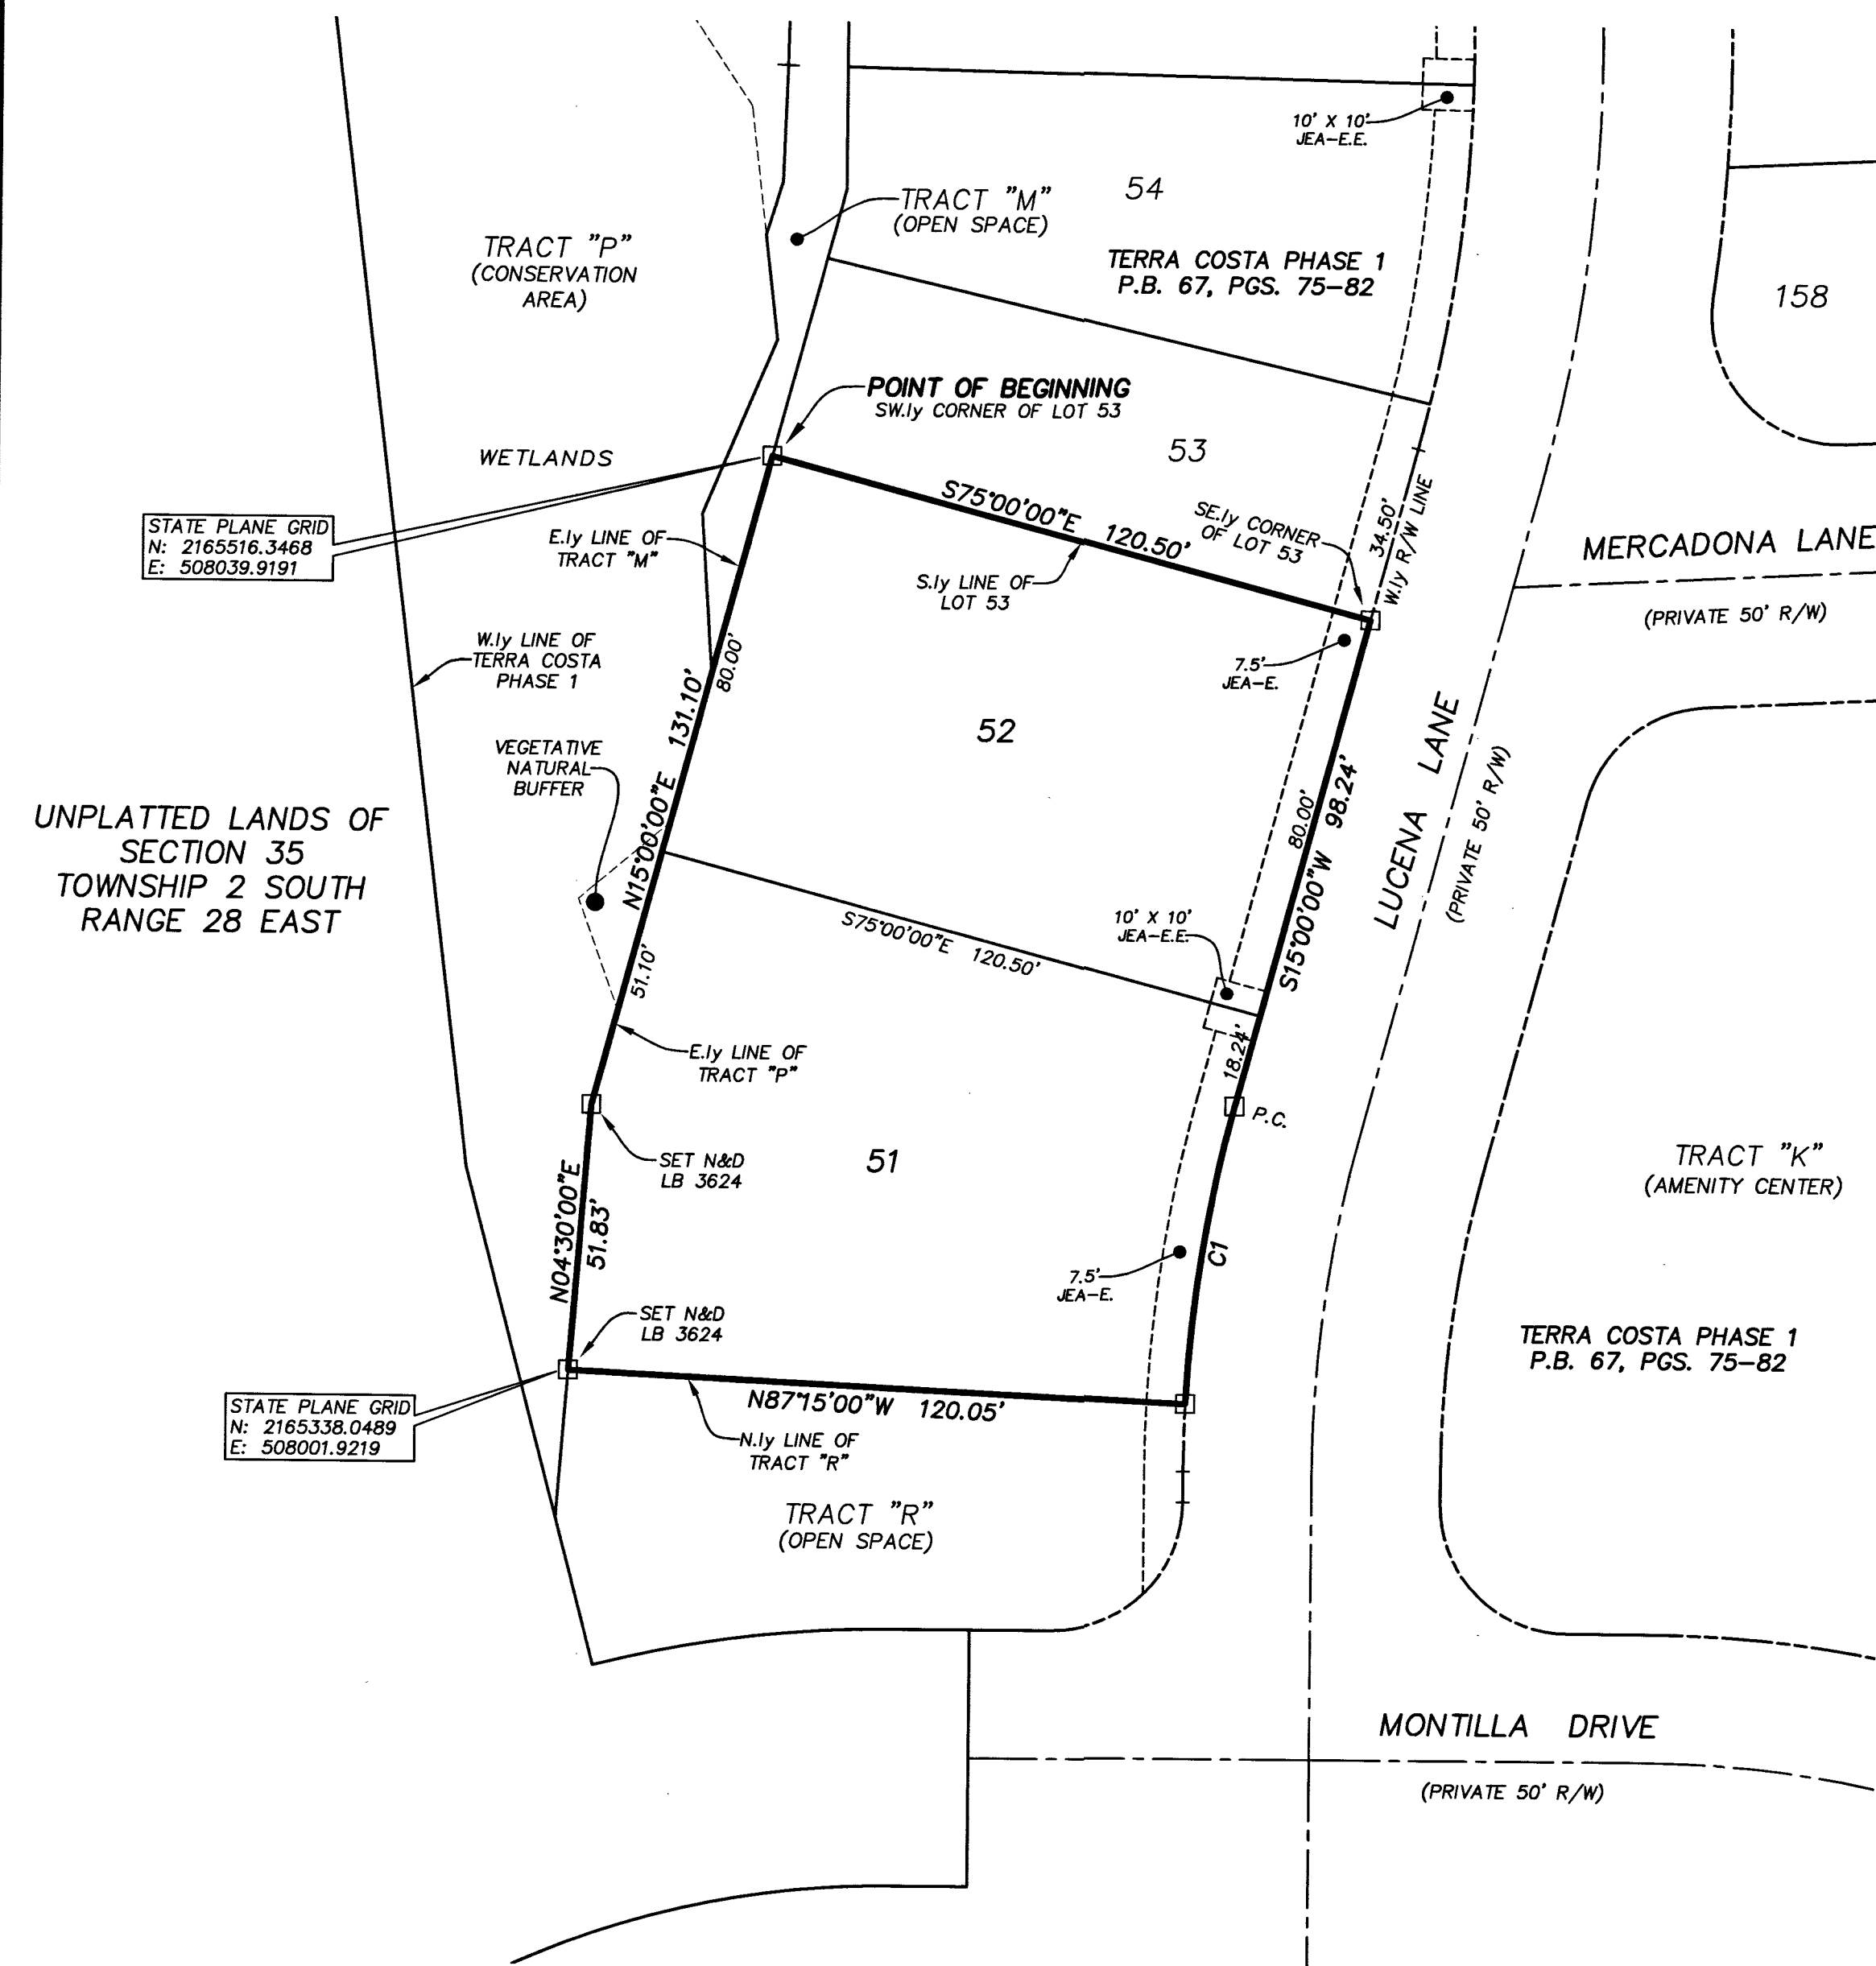 10' X 10'
JEA-E.E.
54
TRACT "M"
(OPEN SPACE)
TRACT "P"
(CONSERVATION
AREA)
TERRA COSTA PHASE 1
P.B. 67, PGS. 75-82
158
POINT OF BEGINNING
SW.ly CORNER OF LOT 53
53
WETLANDS
STATE PLANE GRID
N: 2165516.3468
E: 508039.9191
S75°00'00"E 120.50'
SE.ly CORNER
OF LOT 53
34.50'
W.ly R/W LINE
MERCADONA LANE
(PRIVATE 50' R/W)
E.ly LINE OF
TRACT "M"
S.ly LINE OF
LOT 53
W.ly LINE OF
TERRA COSTA
PHASE 1
80.00'
7.5'
JEA-E.
N15°00'00"E 131.10'
52
VEGETATIVE
NATURAL
BUFFER
80.00'
S15°00'00"W 98.24'
LUCENA LANE
(PRIVATE 50' R/W)
UNPLATTED LANDS OF
SECTION 35
TOWNSHIP 2 SOUTH
RANGE 28 EAST
S75°00'00"E 120.50'
10' X 10'
JEA-E.E.
51.10'
18.24'
E.ly LINE OF
TRACT "P"
P.C.
SET N&D
LB 3624
51
TRACT "K"
(AMENITY CENTER)
N04°30'00"E
51.83'
C1
7.5'
JEA-E.
SET N&D
LB 3624
TERRA COSTA PHASE 1
P.B. 67, PGS. 75-82
STATE PLANE GRID
N: 2165338.0489
E: 508001.9219
N87°15'00"W 120.05'
N.ly LINE OF
TRACT "R"
TRACT "R"
(OPEN SPACE)
MONTILLA DRIVE
(PRIVATE 50' R/W)